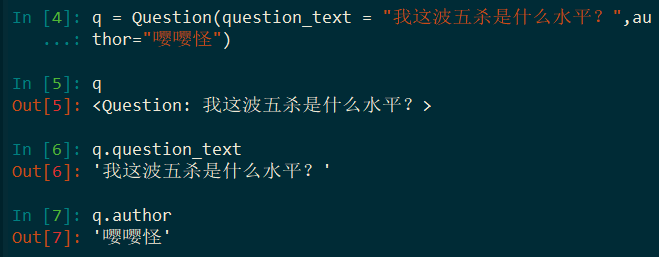 In [4]: q = Question(question_text = "我这波五杀是什么水平？",au
...: thor="嘤嘤怪")
In [5]: q
Out[5]: <Question: 我这波五杀是什么水平？>
In [6]: q.question_text
Out[6]: '我这波五杀是什么水平？'
In [7]: q.author
Out[7]: '嘤嘤怪'